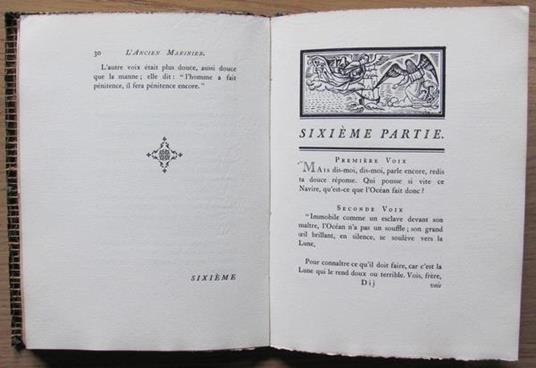 30 L'Ancien Marinier.
L'autre voix était plus douce, aussi douce
que la manne; elle dit: "l'homme a fait
pénitence, il fera pénitence encore."
SIXIÈME
SIXIÈME PARTIE.
Première Voix
"Mais dis-moi, dis-moi, parle encore, redis
ta douce réponse. Qui pousse si vite ce
Navire, qu'est-ce que l'Océan fait donc?
Seconde Voix
"Immobile comme un esclave devant son
maître, l'Océan n'a pas un souffle; son grand
œil brillant, en silence, se soulève vers la
Lune,
Pour connaître ce qu'il doit faire, car c'est la
Lune qui le rend doux ou terrible. Vois, frère,
Dij voir